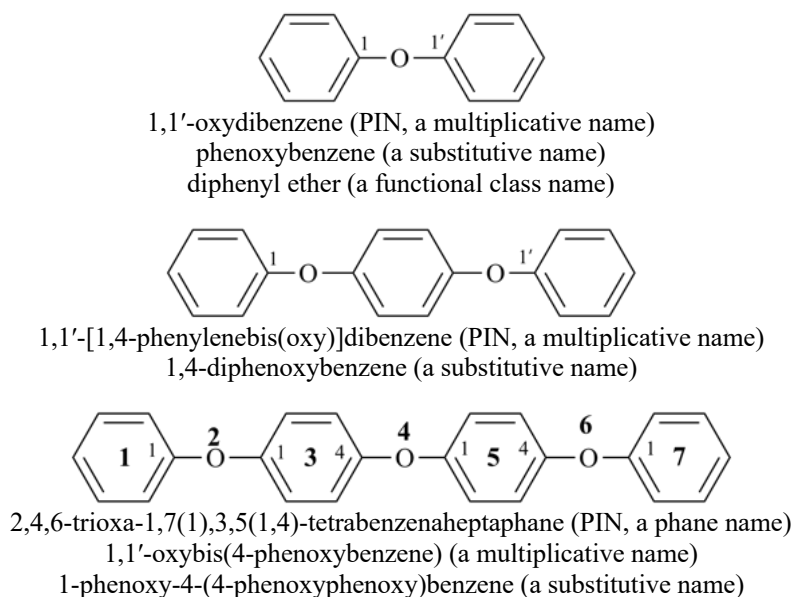 1 O 1′
1,1′-oxydibenzene (PIN, a multiplicative name)
phenoxybenzene (a substitutive name)
diphenyl ether (a functional class name)
1 O O 1′
1,1′-[1,4-phenylenebis(oxy)]dibenzene (PIN, a multiplicative name)
1,4-diphenoxybenzene (a substitutive name)
2 4 6
1 1 O 1 3 4 O 1 5 4 O 1 7
2,4,6-trioxa-1,7(1),3,5(1,4)-tetrabenzenaheptaphane (PIN, a phane name)
1,1′-oxybis(4-phenoxybenzene) (a multiplicative name)
1-phenoxy-4-(4-phenoxyphenoxy)benzene (a substitutive name)